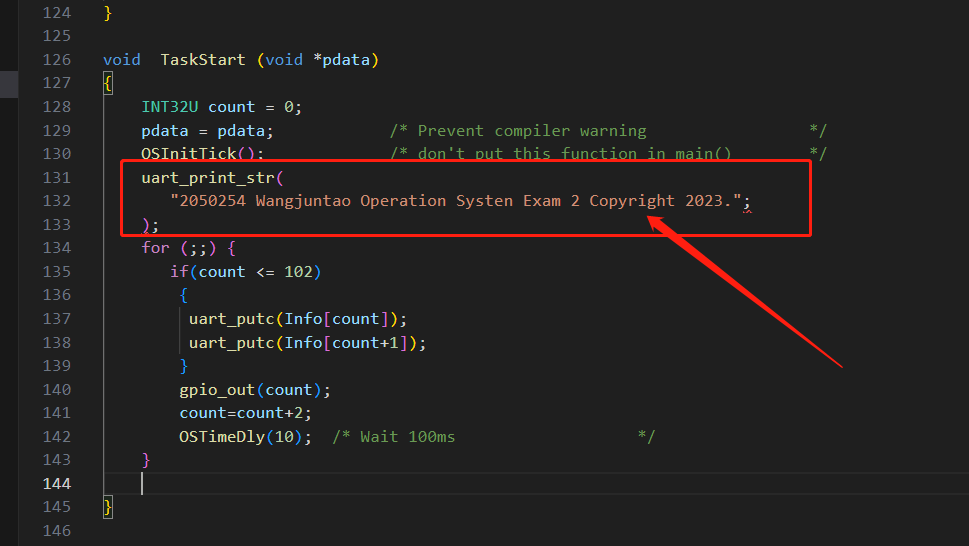 124 }
125
126 void  TaskStart (void *pdata)
127 {
128     INT32U count = 0;
129     pdata = pdata;            /* Prevent compiler warning                 */
130     OSInitTick();             /* don't put this function in main()        */
131     uart_print_str(
132        "2050254 Wangjuntao Operation Systen Exam 2 Copyright 2023.";
133     );
134     for (;;) {
135        if(count <= 102)
136         {
137          uart_putc(Info[count]);
138          uart_putc(Info[count+1]);
139         }
140         gpio_out(count);
141         count=count+2;
142         OSTimeDly(10);  /* Wait 100ms                   */
143     }
144
145 }
146